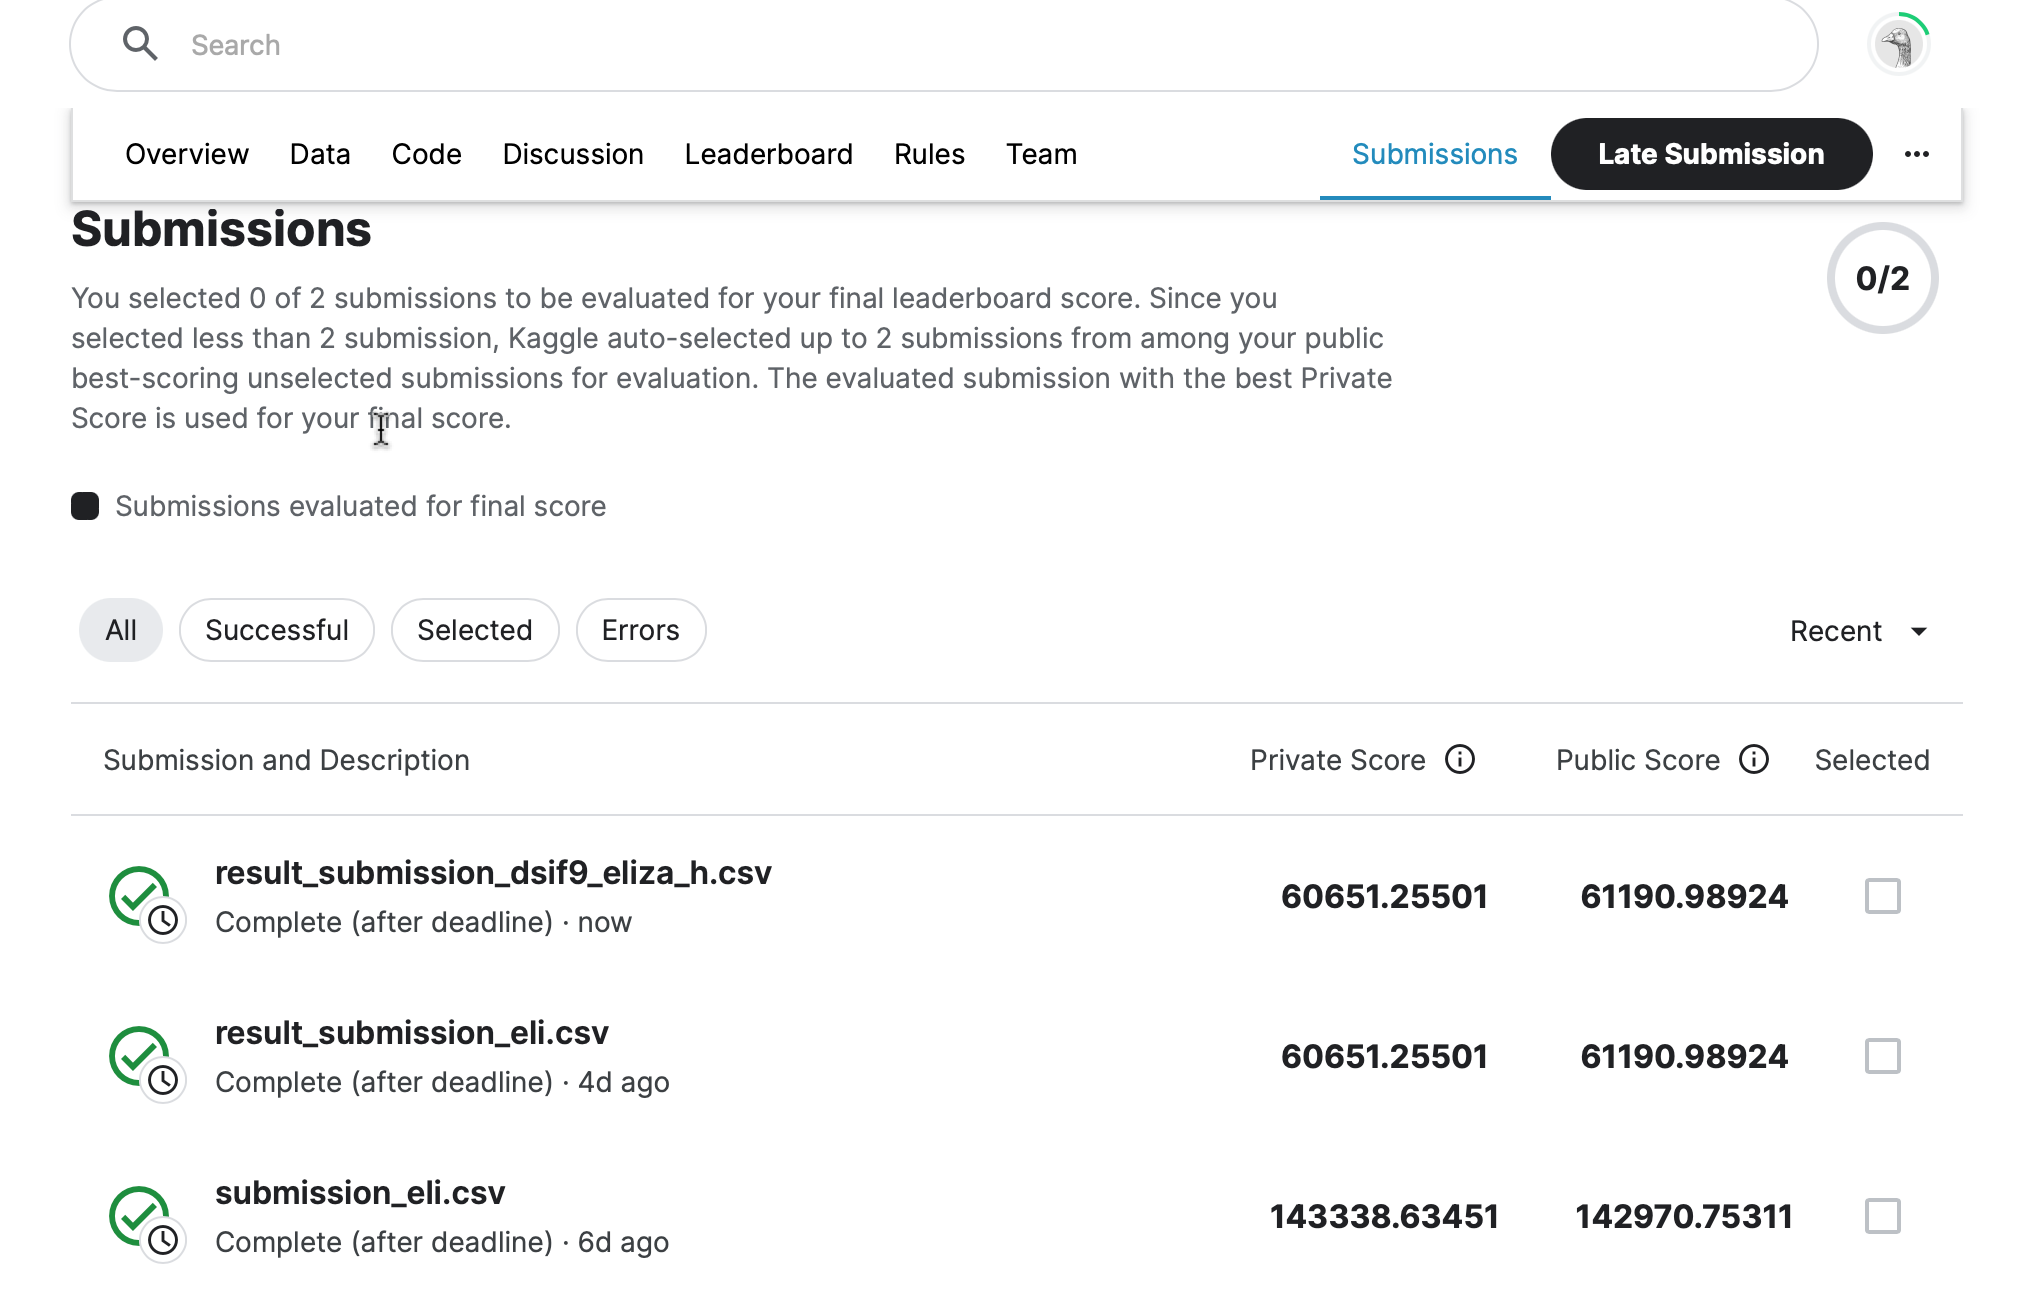 Search
Overview Data Code Discussion Leaderboard Rules Team Submissions Late Submission ...
Submissions
0/2
You selected 0 of 2 submissions to be evaluated for your final leaderboard score. Since you
selected less than 2 submission, Kaggle auto-selected up to 2 submissions from among your public
best-scoring unselected submissions for evaluation. The evaluated submission with the best Private
Score is used for your final score.
Submissions evaluated for final score
All Successful Selected Errors Recent
Submission and Description Private Score Public Score Selected
result_submission_dsif9_eliza_h.csv
Complete (after deadline) · now
60651.25501 61190.98924
result_submission_eli.csv
Complete (after deadline) · 4d ago
60651.25501 61190.98924
submission_eli.csv
Complete (after deadline) · 6d ago
143338.63451 142970.75311